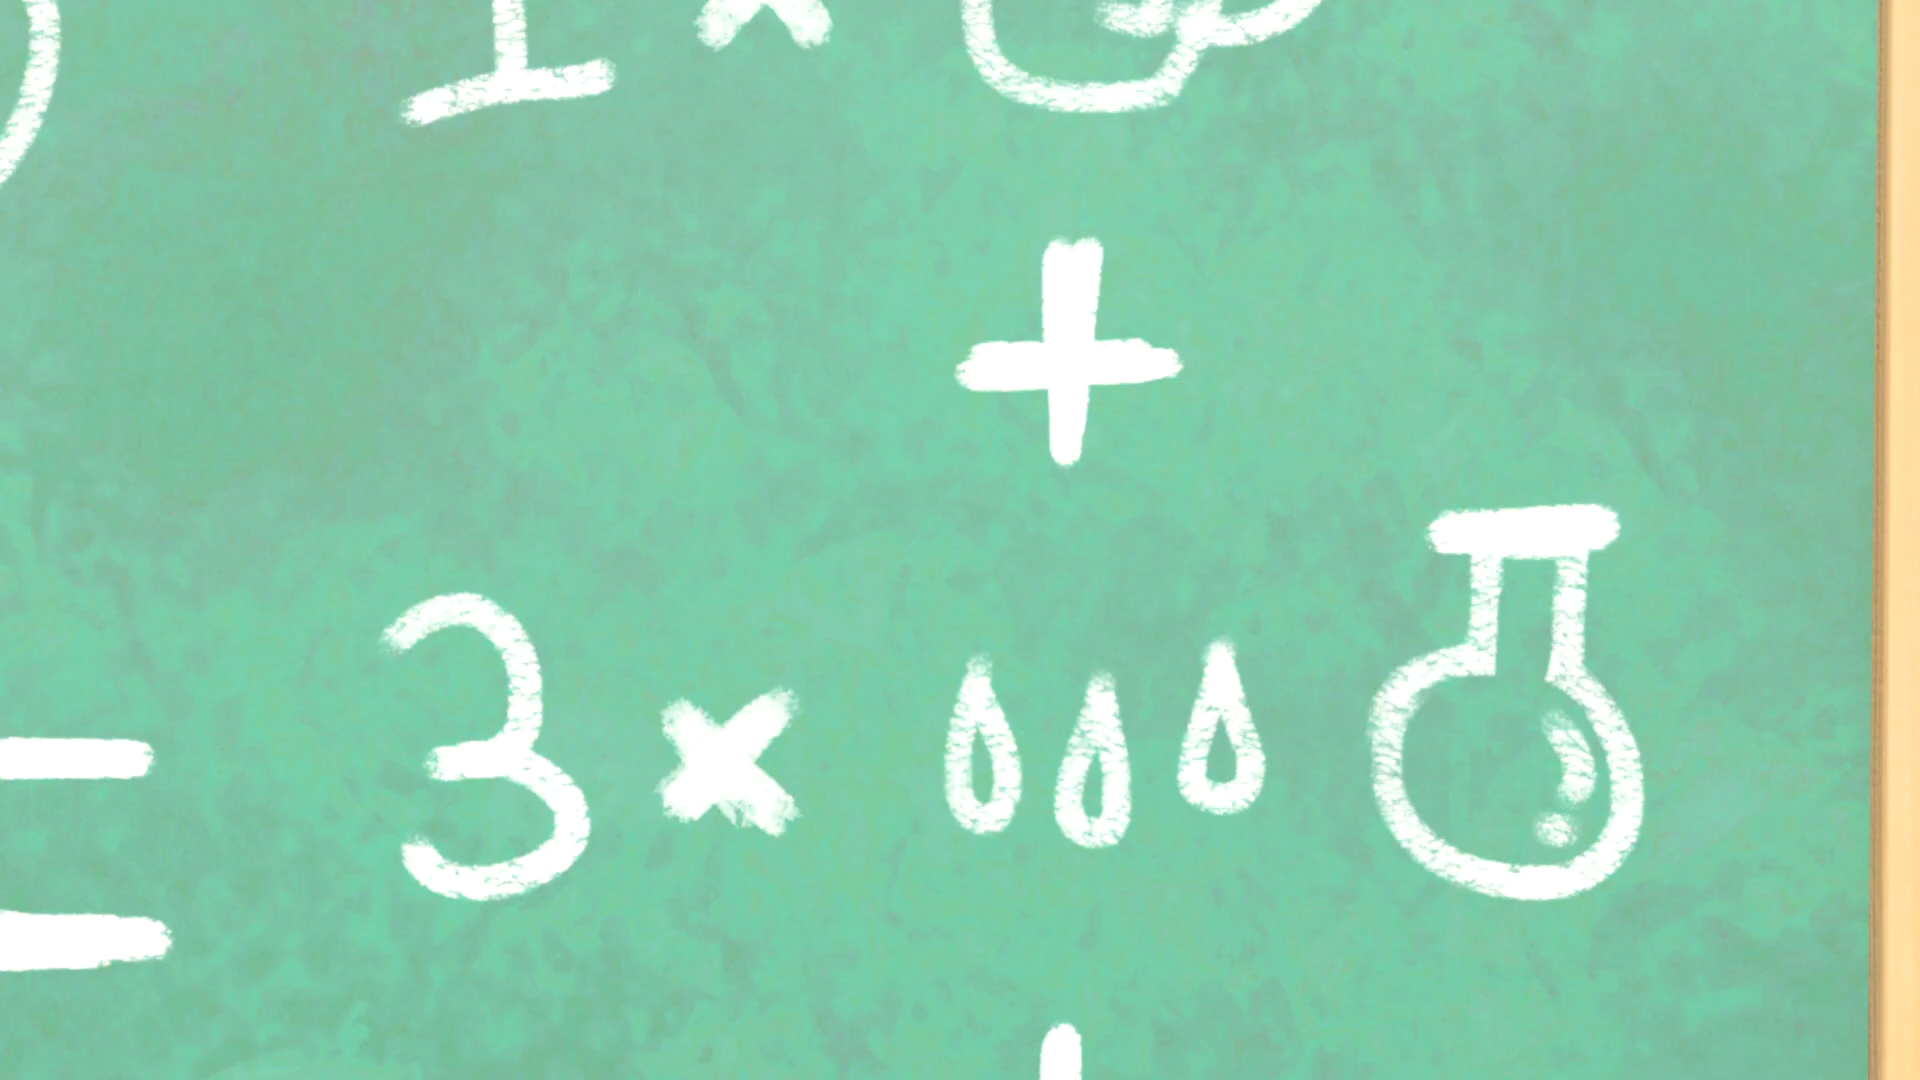 1 ×
+
= 3 ×